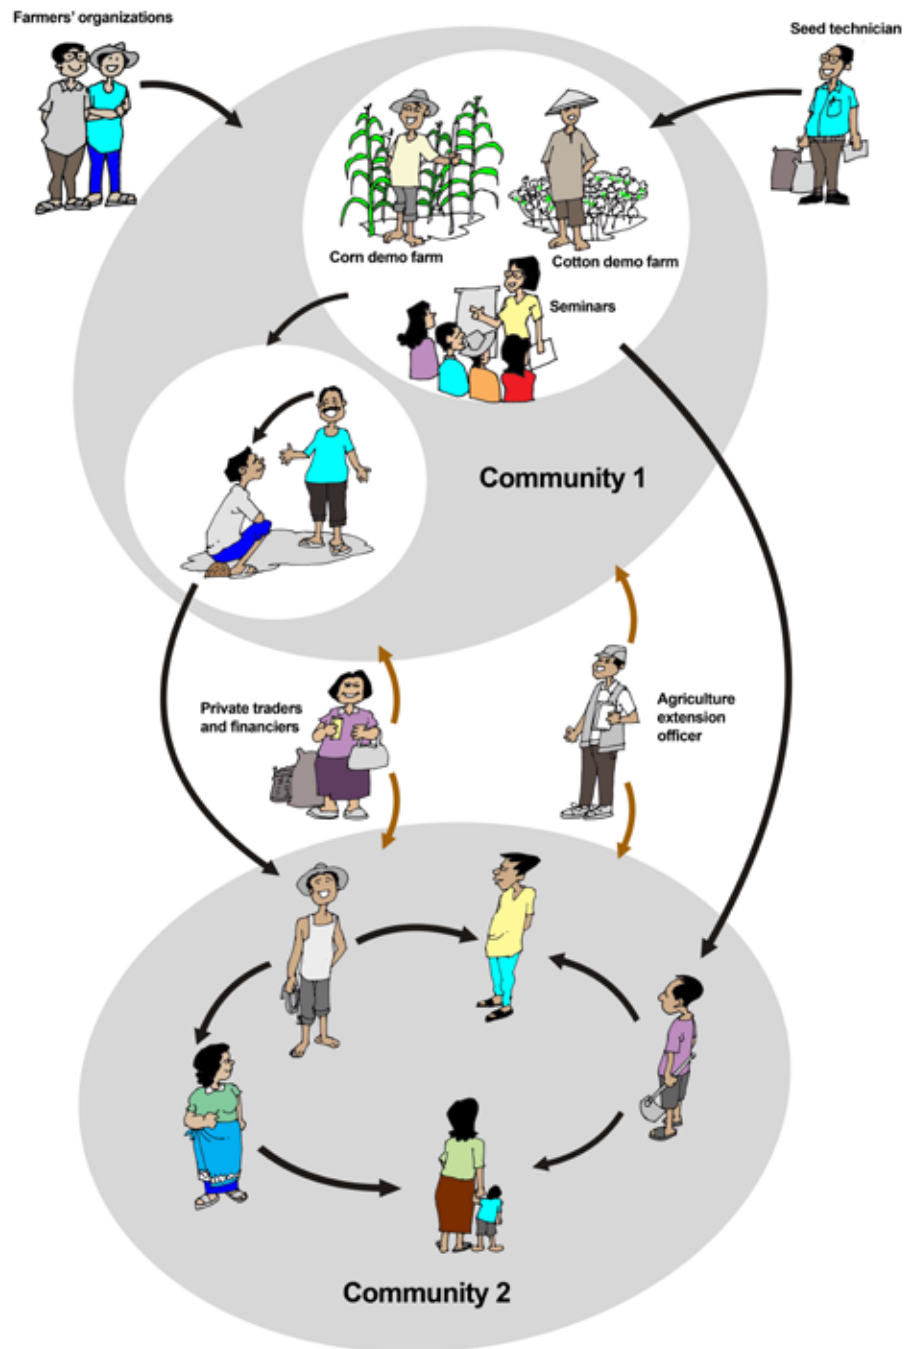 Farmers' organizations
Seed technician
Corn demo farm
Cotton demo farm
Seminars
Community 1
Private traders
and financiers
Agriculture
extension
officer
Community 2